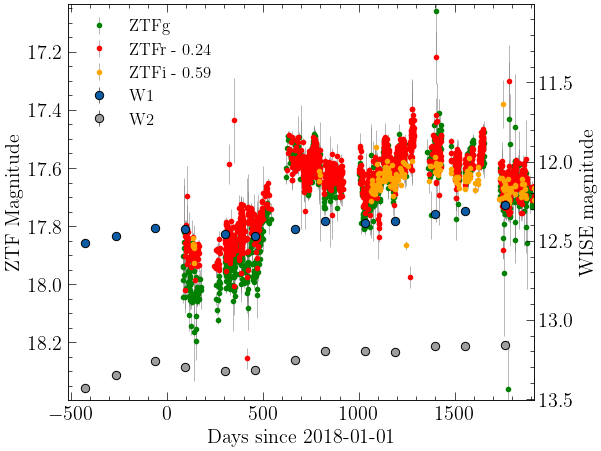 ZTFg
ZTFr - 0.24
ZTFi - 0.59
W1
W2
17.2
17.4
17.6
17.8
18.0
18.2
ZTF Magnitude
11.5
12.0
12.5
13.0
13.5
WISE magnitude
−500
0
500
1000
1500
Days since 2018-01-01